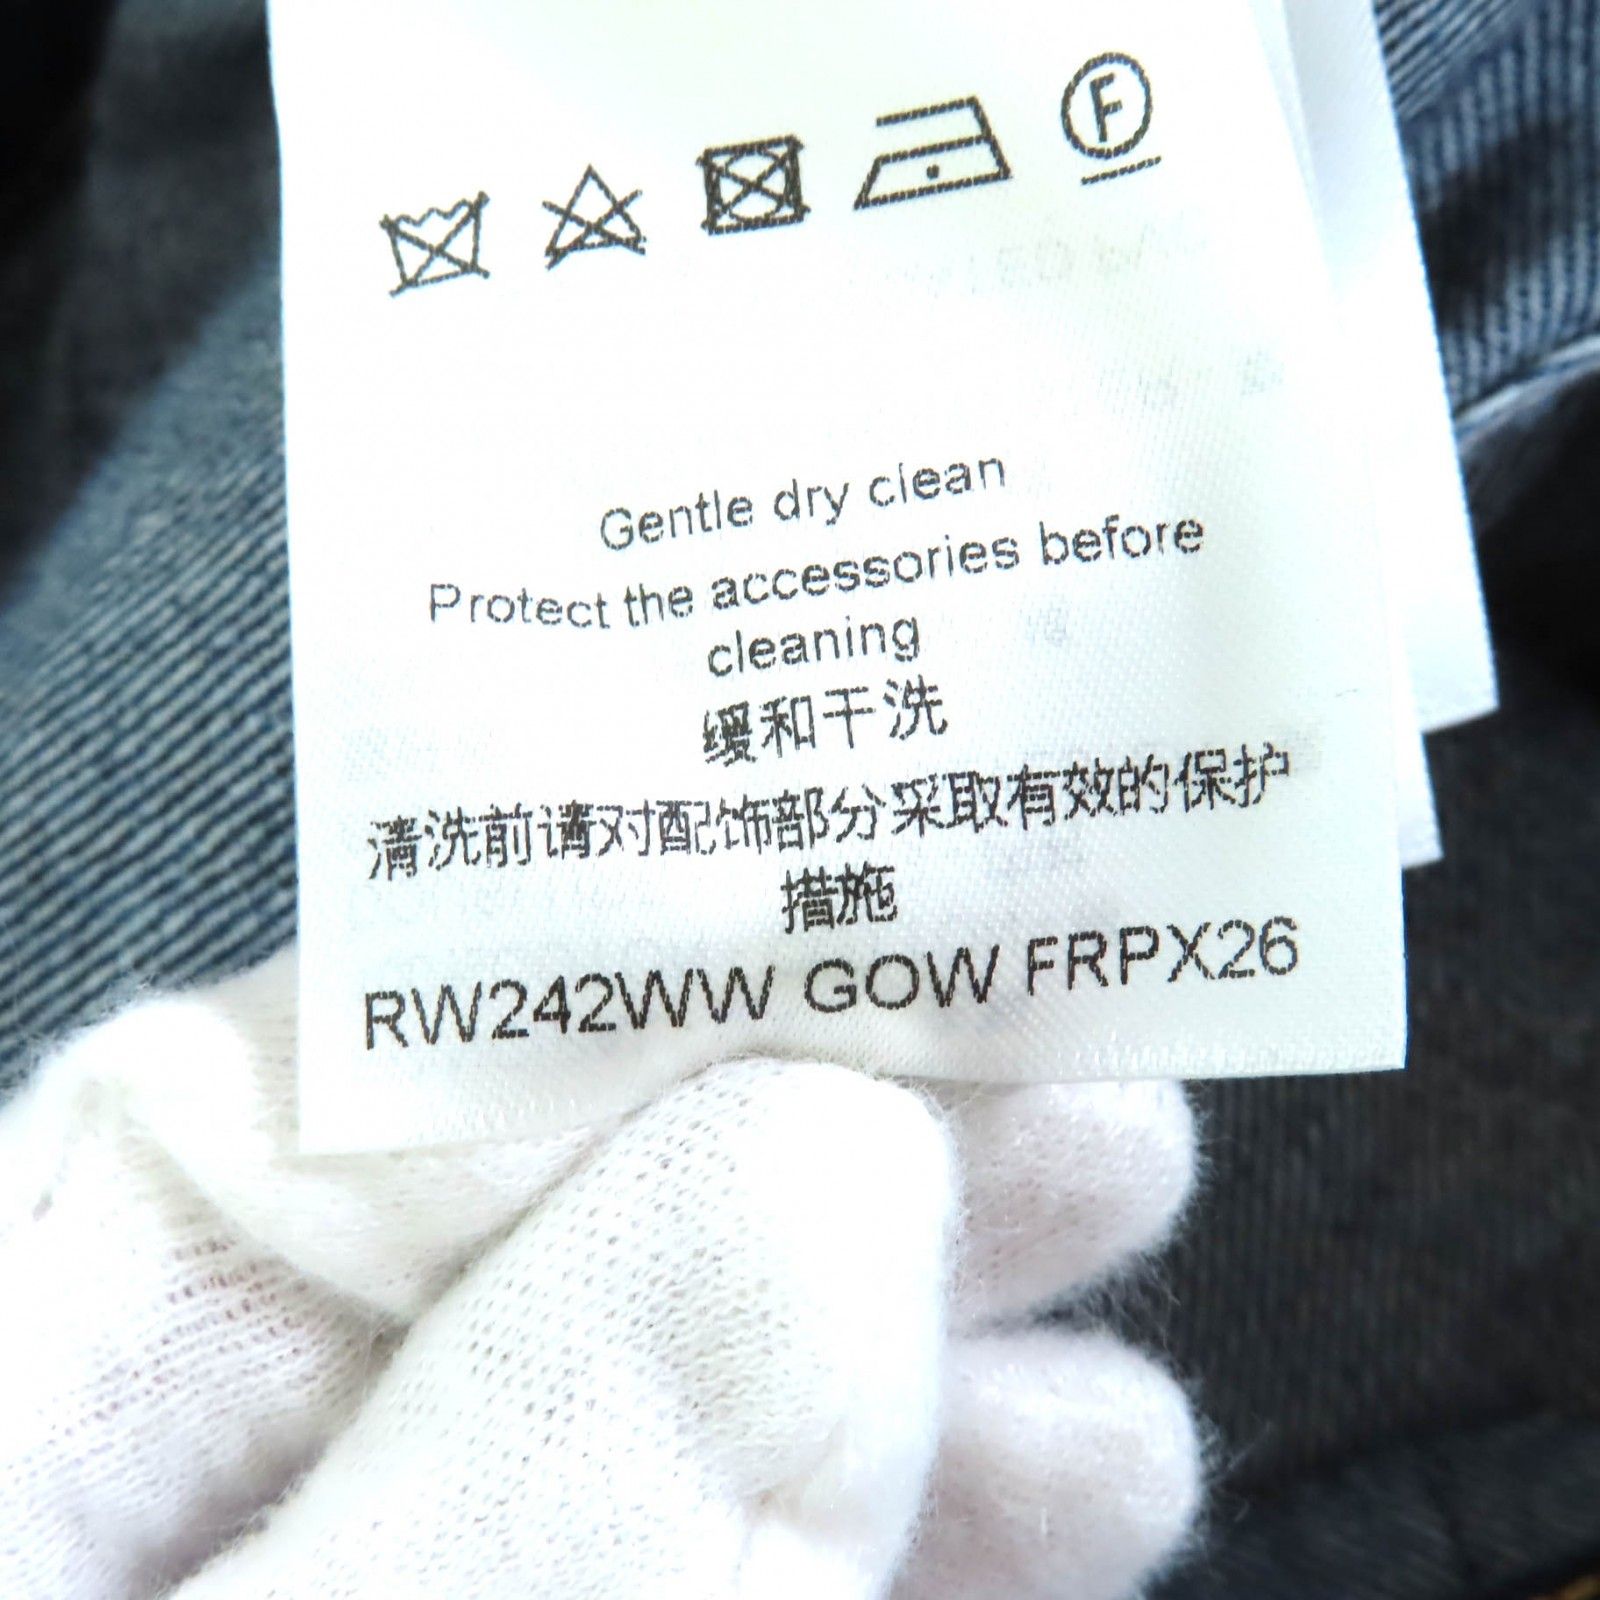 F
Gentle dry clean
Protect the accessories before
cleaning
缓和干洗
清洗前请对配饰部分采取有效的保护
措施
RW242WW GOW FRPX26